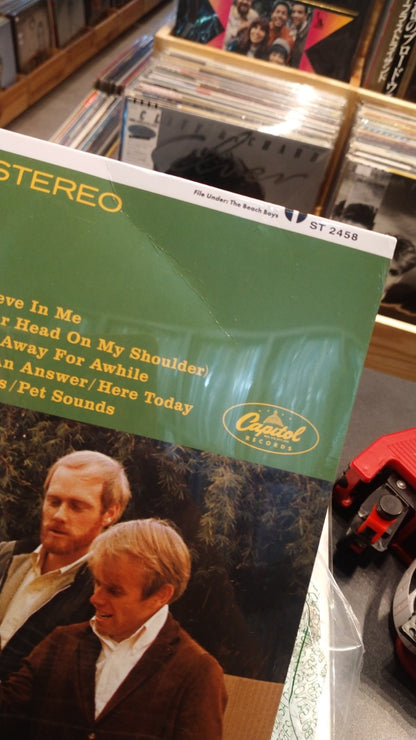 STEREO
File Under: The Beach Boys
ST 2458
eve In Me
r Head On My Shoulder
Away For Awhile
An Answer/Here Today
s/Pet Sounds
Capitol
RECORDS